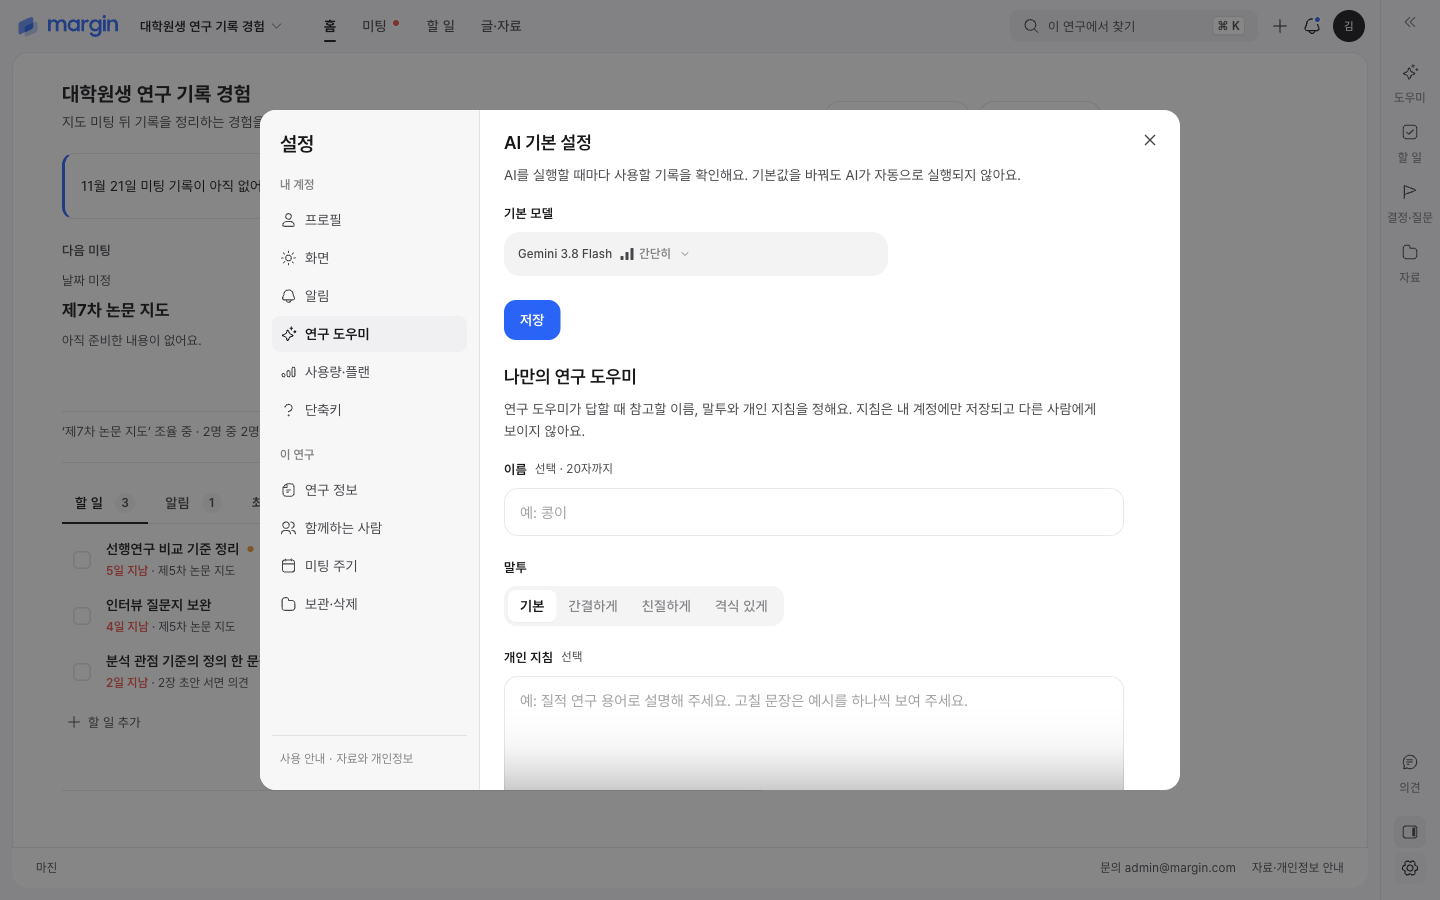 margin
대학원생 연구 기록 경험
홈
미팅
할 일
글·자료
이 연구에서 찾기
⌘ K
김
대학원생 연구 기록 경험
지도 미팅 뒤 기록을 정리하는 경험을
11월 21일 미팅 기록이 아직 없어
다음 미팅
날짜 미정
제7차 논문 지도
아직 준비한 내용이 없어요.
‘제7차 논문 지도’ 조율 중 · 2명 중 2명
할 일 3
알림 1
선행연구 비교 기준 정리
5일 지남 · 제5차 논문 지도
인터뷰 질문지 보완
4일 지남 · 제5차 논문 지도
분석 관점 기준의 정의 한 문
2일 지남 · 2장 초안 서면 의견
할 일 추가
설정
내 계정
프로필
화면
알림
연구 도우미
사용량·플랜
단축키
이 연구
연구 정보
함께하는 사람
미팅 주기
보관·삭제
사용 안내 · 자료와 개인정보
AI 기본 설정
AI를 실행할 때마다 사용할 기록을 확인해요. 기본값을 바꿔도 AI가 자동으로 실행되지 않아요.
기본 모델
Gemini 3.8 Flash 간단히
저장
나만의 연구 도우미
연구 도우미가 답할 때 참고할 이름, 말투와 개인 지침을 정해요. 지침은 내 계정에만 저장되고 다른 사람에게
보이지 않아요.
이름 선택 · 20자까지
예: 콩이
말투
기본 간결하게 친절하게 격식 있게
개인 지침 선택
예: 질적 연구 용어로 설명해 주세요. 고칠 문장은 예시를 하나씩 보여 주세요.
도우미
할 일
결정·질문
자료
의견
마진
문의 admin@margin.com
자료·개인정보 안내